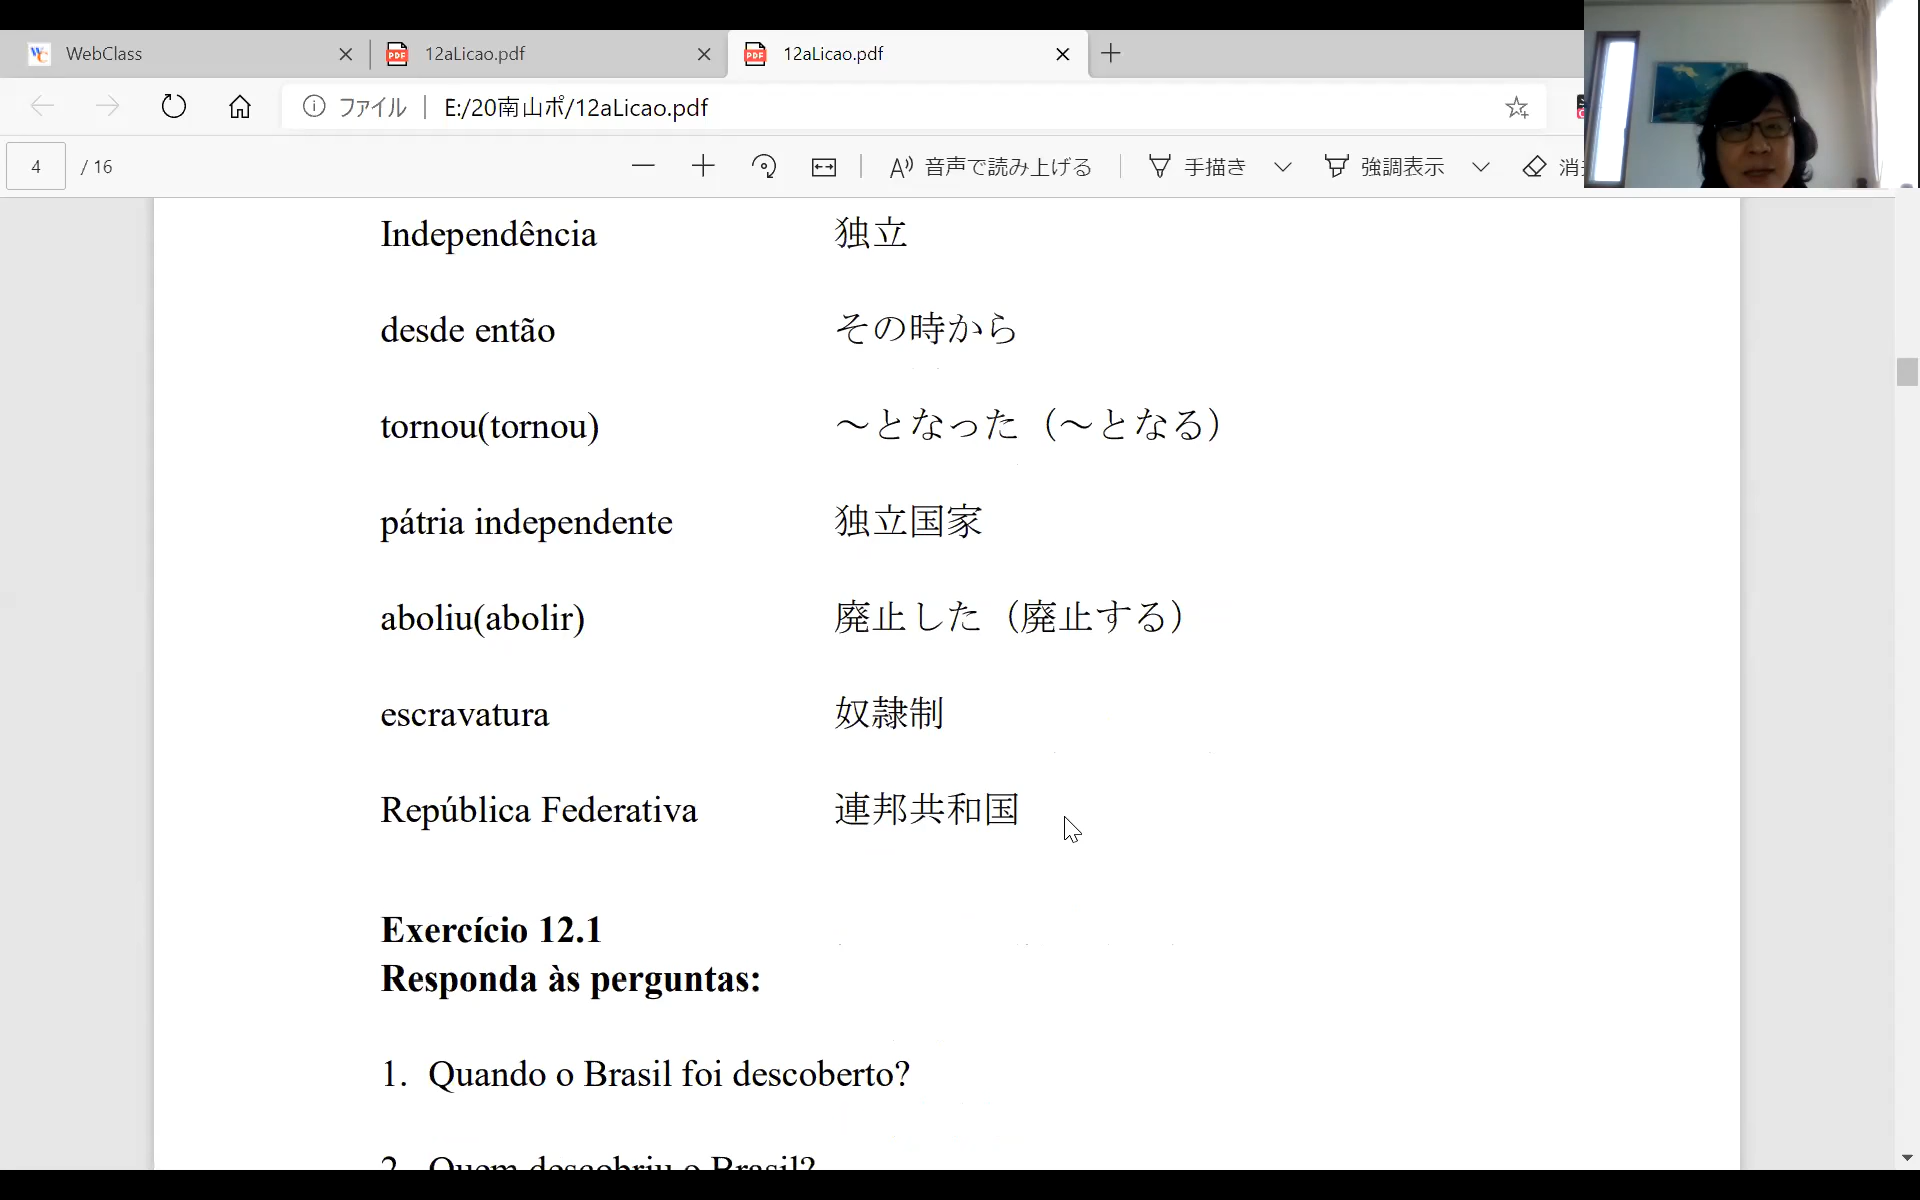 WebClass
12aLicao.pdf
12aLicao.pdf
ファイル E:/20南山ポ/12aLicao.pdf
4 / 16 音声で読み上げる 手描き 強調表示
Independência 独立
desde então その時から
tornou(tornou) ～となった（～となる）
pátria independente 独立国家
aboliu(abolir) 廃止した（廃止する）
escravatura 奴隷制
República Federativa 連邦共和国
Exercício 12.1
Responda às perguntas:
1. Quando o Brasil foi descoberto?
2. Quem descobriu o Brasil?